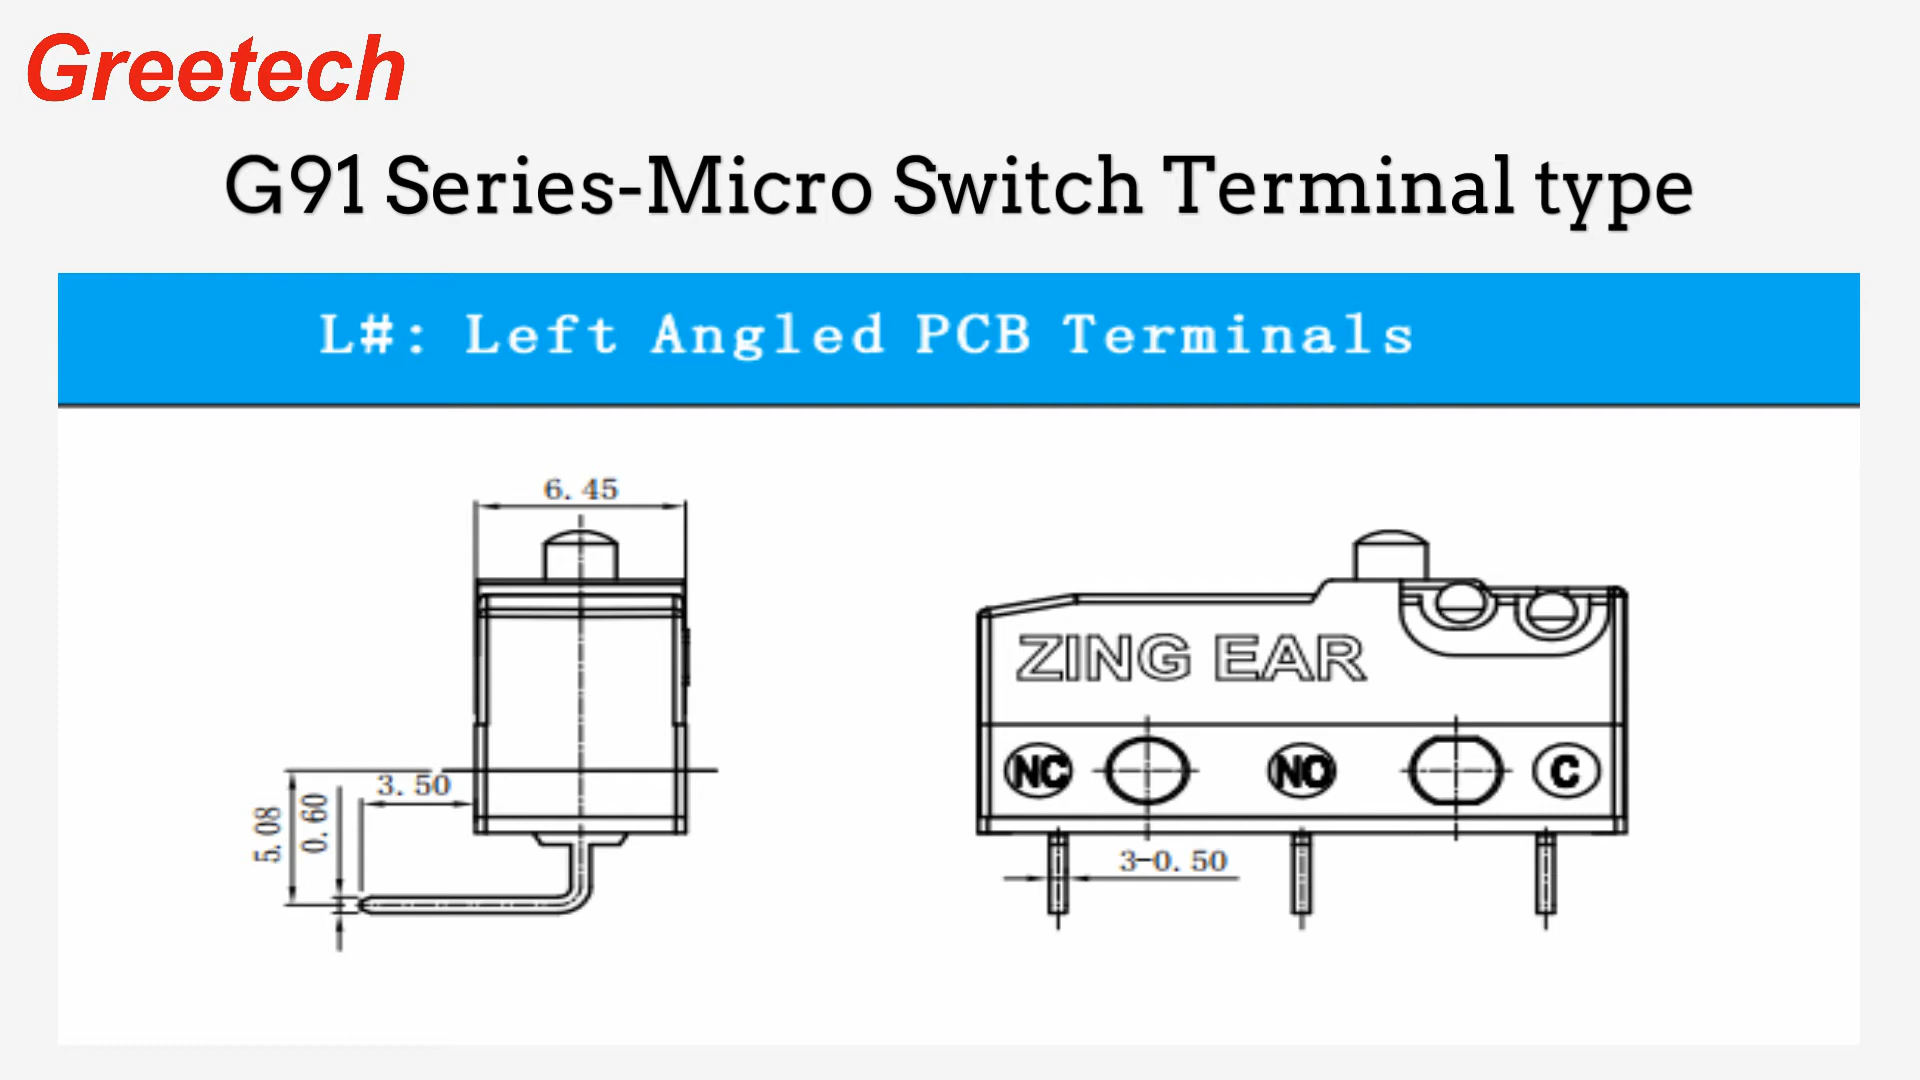 Greetech
G91 Series-Micro Switch Terminal type
L#: Left Angled PCB Terminals
6.45
ZING EAR
3.50
5.08
0.60
NC
NO
C
3-0.50